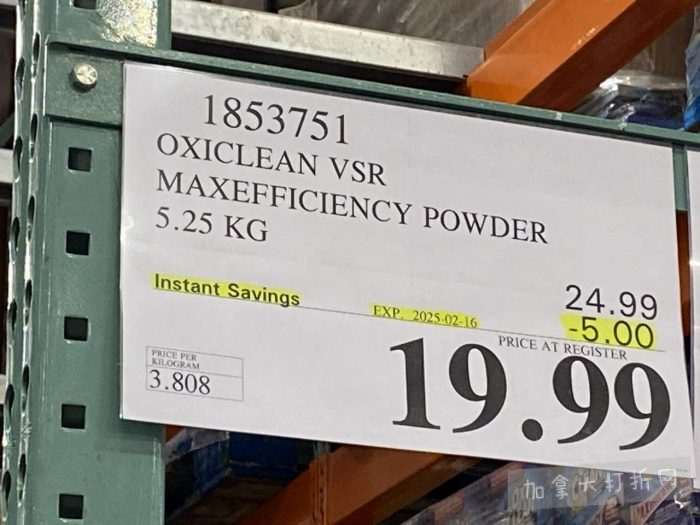 1853751
OXICLEAN VSR
MAXEFFICIENCY POWDER
5.25 KG
Instant Savings
EXP. 2025-02-16
24.99
-5.00
PRICE AT REGISTER
19.99
PRICE PER
KILOGRAM
3.808
加拿大打折网